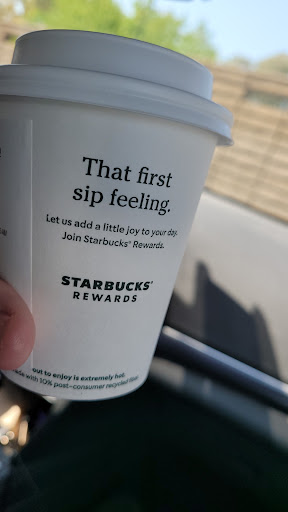 That first
sip feeling.
Let us add a little joy to your day.
Join Starbucks® Rewards.
STARBUCKS®
REWARDS
out to enjoy is extremely hot.
with 10% post-consumer recycled fiber